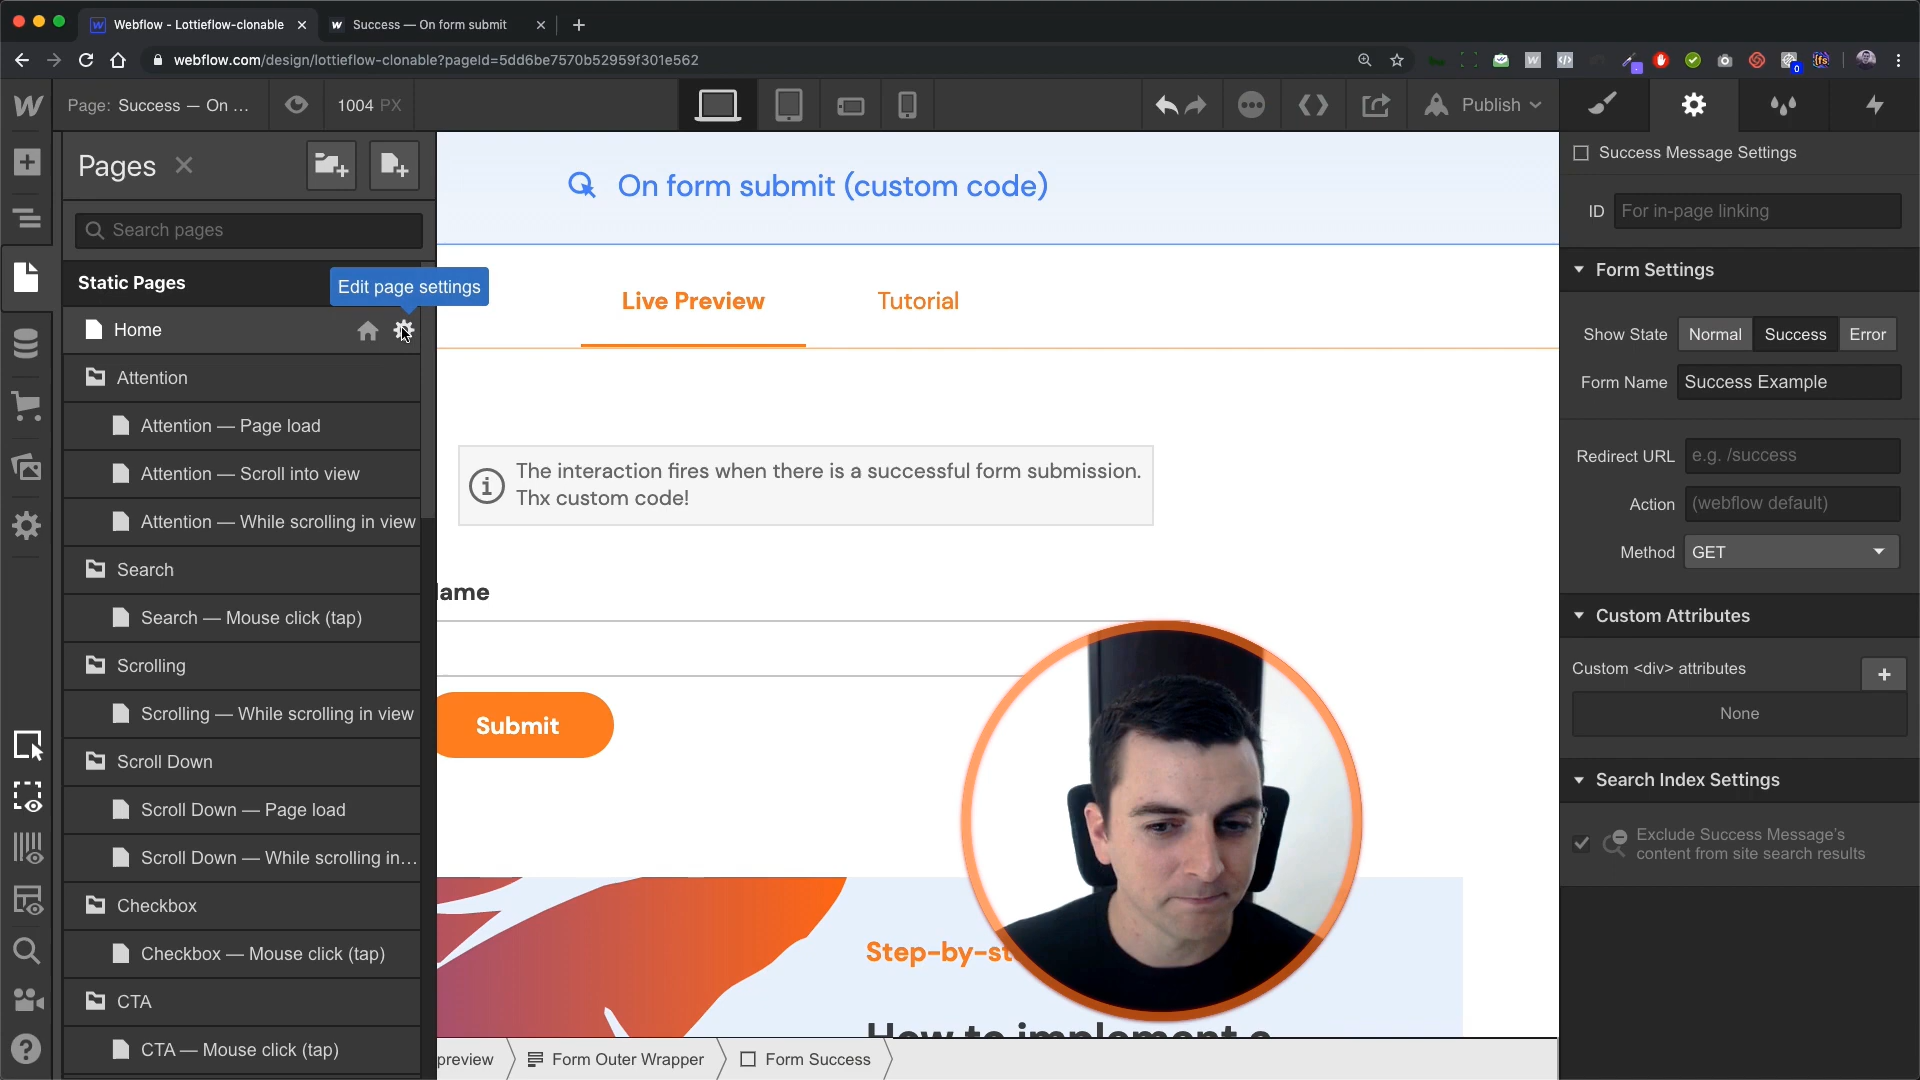 Webflow - Lottieflow-clonable
Success — On form submit
webflow.com/design/lottieflow-clonable?pageId=5dd6be7570b52959f301e562
Page: Success — On ...
1004 PX
Publish
Pages
Search pages
Static Pages
Edit page settings
Home
Attention
Attention — Page load
Attention — Scroll into view
Attention — While scrolling in view
Search
Search — Mouse click (tap)
Scrolling
Scrolling — While scrolling in view
Scroll Down
Scroll Down — Page load
Scroll Down — While scrolling in...
Checkbox
Checkbox — Mouse click (tap)
CTA
CTA — Mouse click (tap)
On form submit (custom code)
Live Preview
Tutorial
The interaction fires when there is a successful form submission.
Thx custom code!
ame
Submit
Step-by-st
How to implement a
preview
Form Outer Wrapper
Form Success
Success Message Settings
ID
For in-page linking
Form Settings
Show State
Normal
Success
Error
Form Name
Success Example
Redirect URL
e.g. /success
Action
(webflow default)
Method
GET
Custom Attributes
Custom <div> attributes
+
None
Search Index Settings
Exclude Success Message's
content from site search results